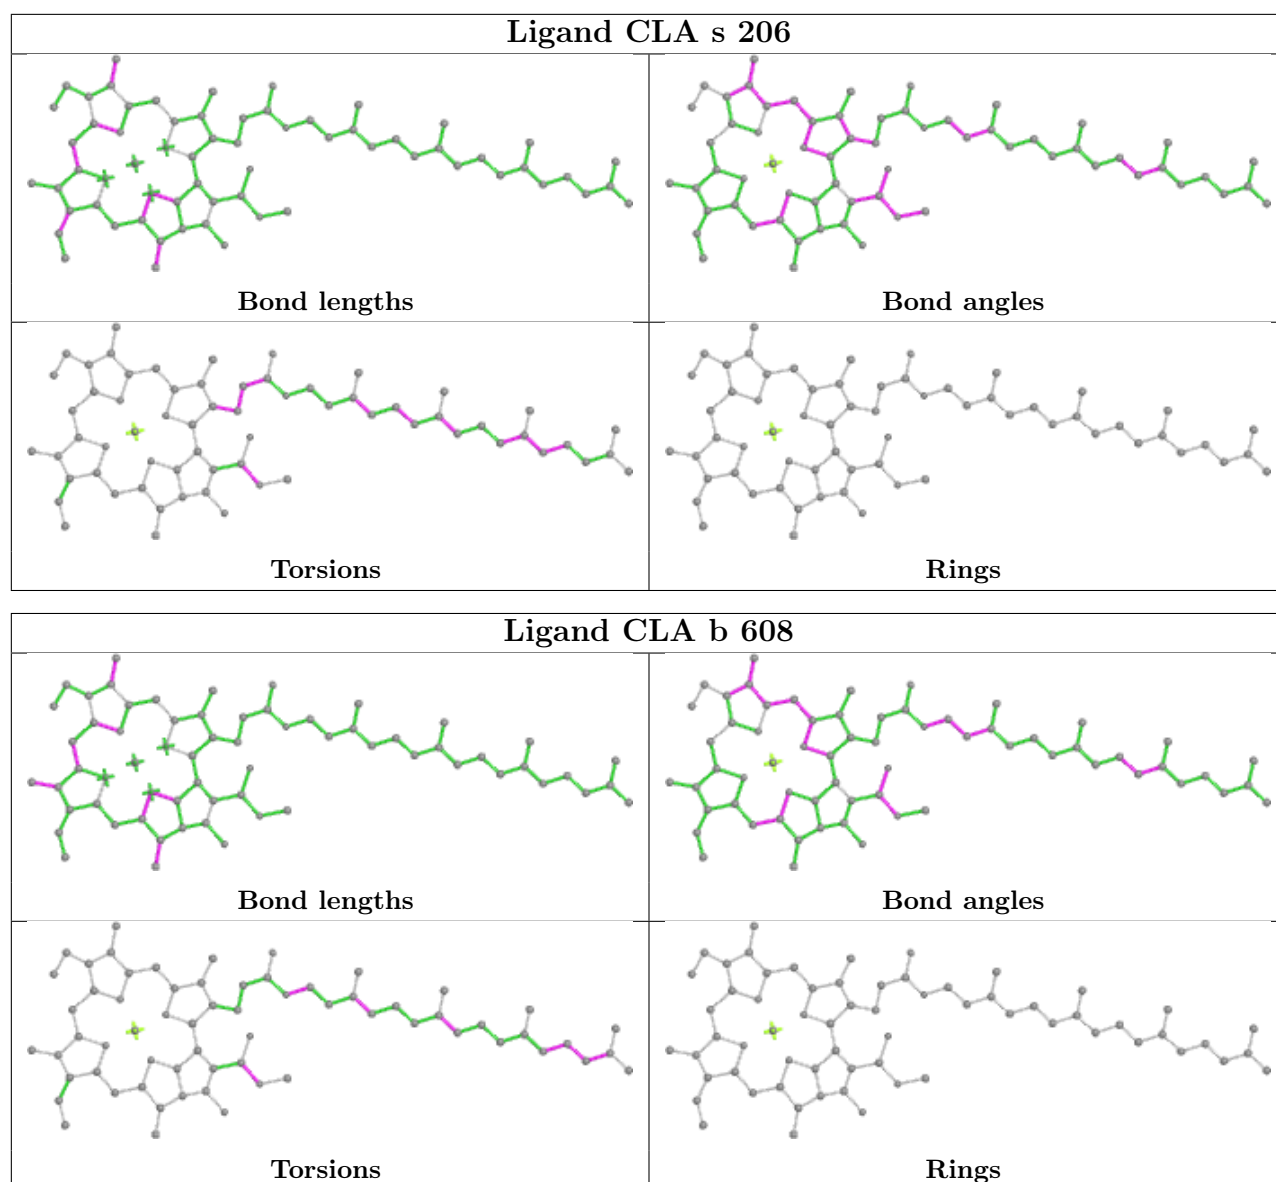 Ligand CLA s 206
Bond lengths
Bond angles
Torsions
Rings
Ligand CLA b 608
Bond lengths
Bond angles
Torsions
Rings